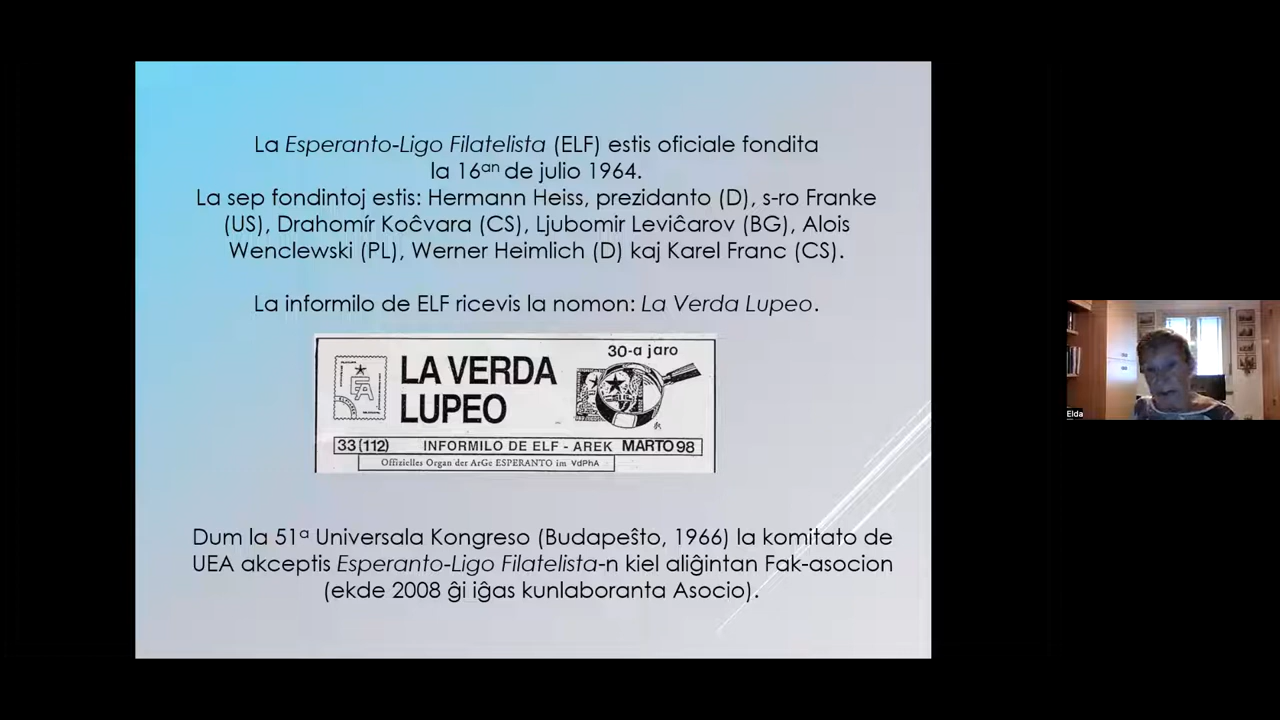 La Esperanto-Ligo Filatelista (ELF) estis oficiale fondita
la 16ᵃⁿ de julio 1964.
La sep fondintoj estis: Hermann Heiss, prezidanto (D), s-ro Franke
(US), Drahomír Koĉvara (CS), Ljubomir Leviĉarov (BG), Alois
Wenclewski (PL), Werner Heimlich (D) kaj Karel Franc (CS).
La informilo de ELF ricevis la nomon: La Verda Lupeo.
30-a jaro
LA VERDA
LUPEO
33 (112) INFORMILO DE ELF - AREK MARTO 98
Offizielles Organ der ArGe ESPERANTO im VdPhA
Dum la 51ᵃ Universala Kongreso (Budapeŝto, 1966) la komitato de
UEA akceptis Esperanto-Ligo Filatelista-n kiel aliĝintan Fak-asocion
(ekde 2008 ĝi iĝas kunlaboranta Asocio).
Elda